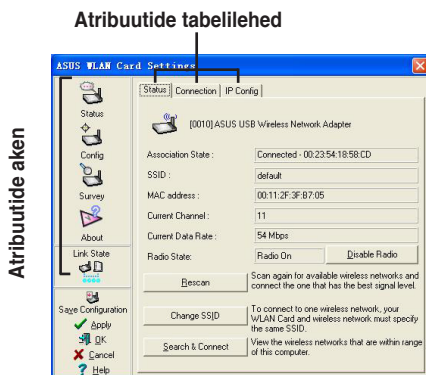 Atribuutide tabelilehed
Atribuutide aken
ASUS WLAN Card Settings
Status
Config
Survey
About
Link State
Save Configuration
Apply
OK
Cancel
Help
Status Connection IP Config
[0010] ASUS USB Wireless Network Adapter
Association State : Connected - 00:23:54:18:58:CD
SSID : default
MAC address : 00:11:2F:3F:B7:05
Current Channel : 11
Current Data Rate : 54 Mbps
Radio State: Radio On Disable Radio
Rescan Scan again for available wireless networks and
connect the one that has the best signal level.
Change SSID To connect to one wireless network, your
WLAN Card and wireless network must specify
the same SSID.
Search & Connect View the wireless networks that are within range
of this computer.